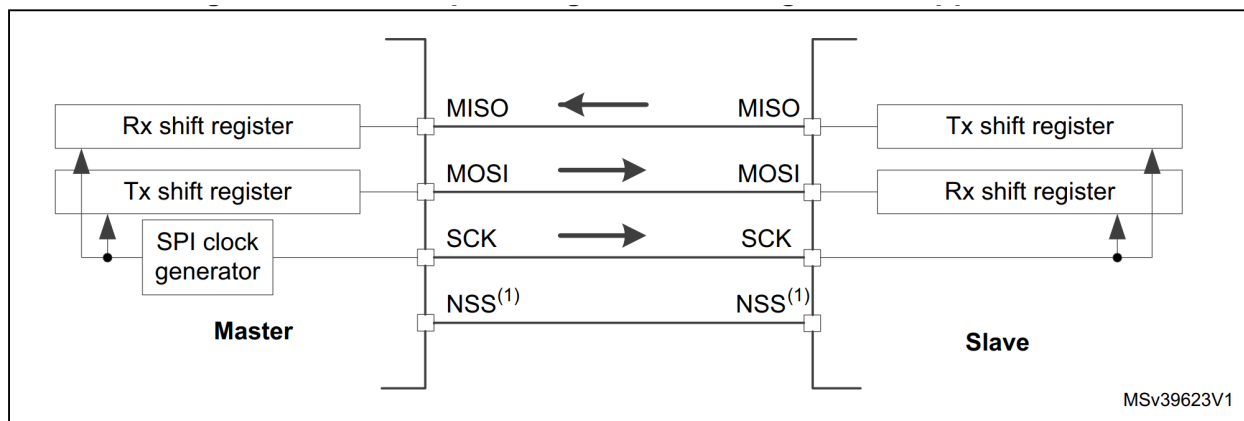 MISO MISO
Rx shift register Tx shift register
MOSI MOSI
Tx shift register Rx shift register
SPI clock
generator
SCK SCK
NSS(1) NSS(1)
Master
Slave
MSv39623V1